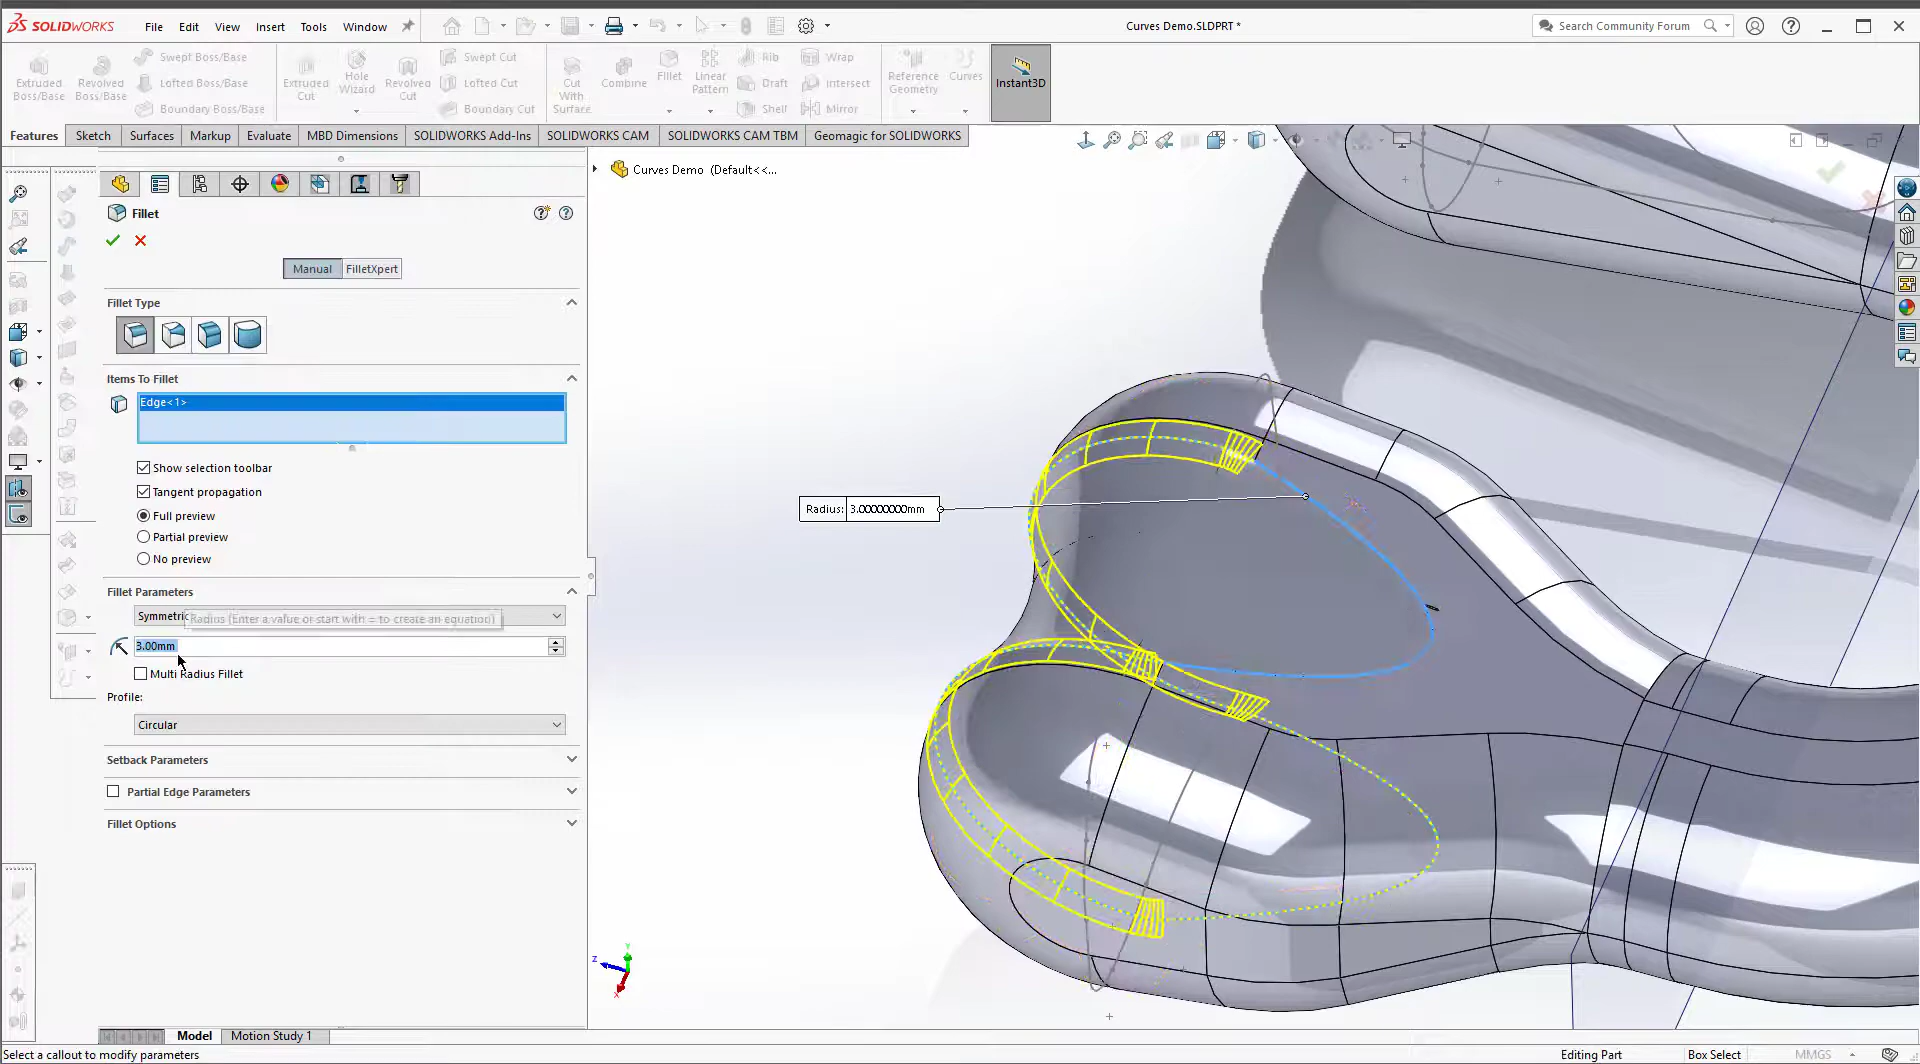 SOLIDWORKS File Edit View Insert Tools Window Curves Demo.SLDPRT * Search Community Forum
Extruded Boss/Base
Revolved Boss/Base
Swept Boss/Base
Lofted Boss/Base
Boundary Boss/Base
Extruded Cut
Hole Wizard
Revolved Cut
Swept Cut
Lofted Cut
Boundary Cut
Cut With Surface
Combine
Fillet
Linear Pattern
Rib
Draft
Shell
Wrap
Intersect
Mirror
Reference Geometry
Curves
Instant3D
Features Sketch Surfaces Markup Evaluate MBD Dimensions SOLIDWORKS Add-Ins SOLIDWORKS CAM SOLIDWORKS CAM TBM Geomagic for SOLIDWORKS
Curves Demo (Default<<...
Fillet
Manual FilletXpert
Fillet Type
Items To Fillet
Edge<1>
Show selection toolbar
Tangent propagation
Full preview
Partial preview
No preview
Radius: 3.00000000mm
Fillet Parameters
Symmetric
Radius (Enter a value or start with = to create an equation)
3.00mm
Multi Radius Fillet
Profile:
Circular
Setback Parameters
Partial Edge Parameters
Fillet Options
Y
Z
X
Model Motion Study 1
Select a callout to modify parameters Editing Part Box Select MMGS